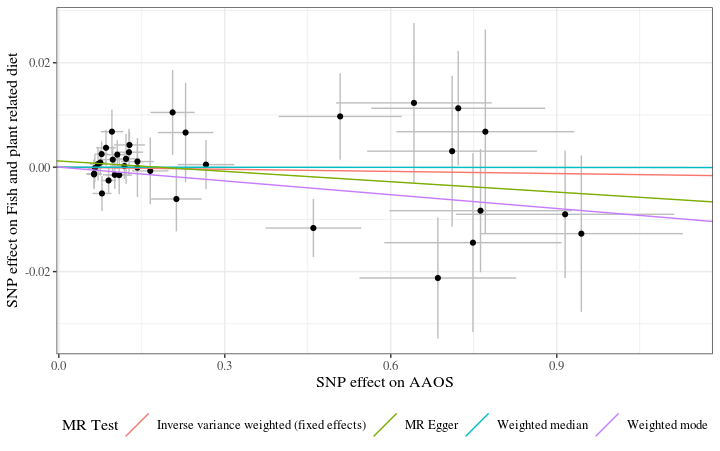 SNP effect on Fish and plant related diet
0.02
0.00
-0.02
0.0 0.3 0.6 0.9
SNP effect on AAOS
MR Test Inverse variance weighted (fixed effects) MR Egger Weighted median Weighted mode